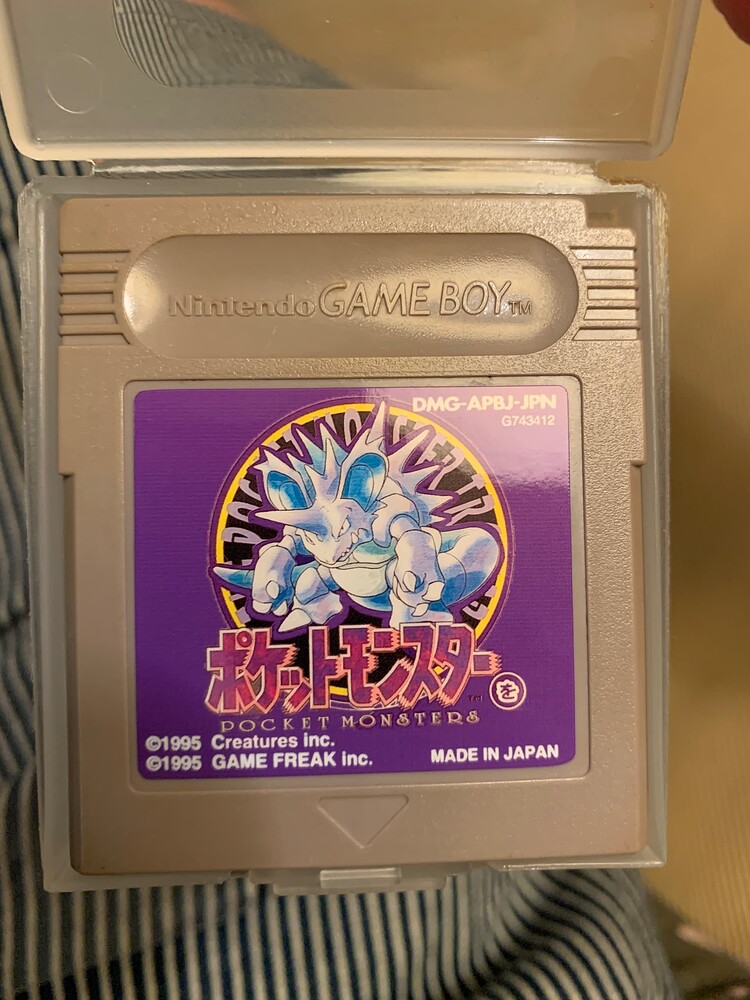 Nintendo GAME BOY TM
DMG-APBJ-JPN
G743412
ポケットモンスター TM を
POCKET MONSTERS
©1995 Creatures inc.
©1995 GAME FREAK inc.
MADE IN JAPAN